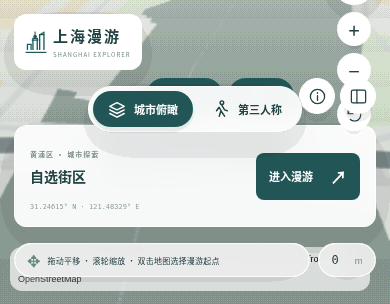 上海漫游
SHANGHAI EXPLORER
城市俯瞰
第三人称
黄浦区 · 城市探索
自选街区
31.24615° N · 121.48329° E
进入漫游
拖动平移 · 滚轮缩放 · 双击地图选择漫游起点
0 m
OpenStreetMap